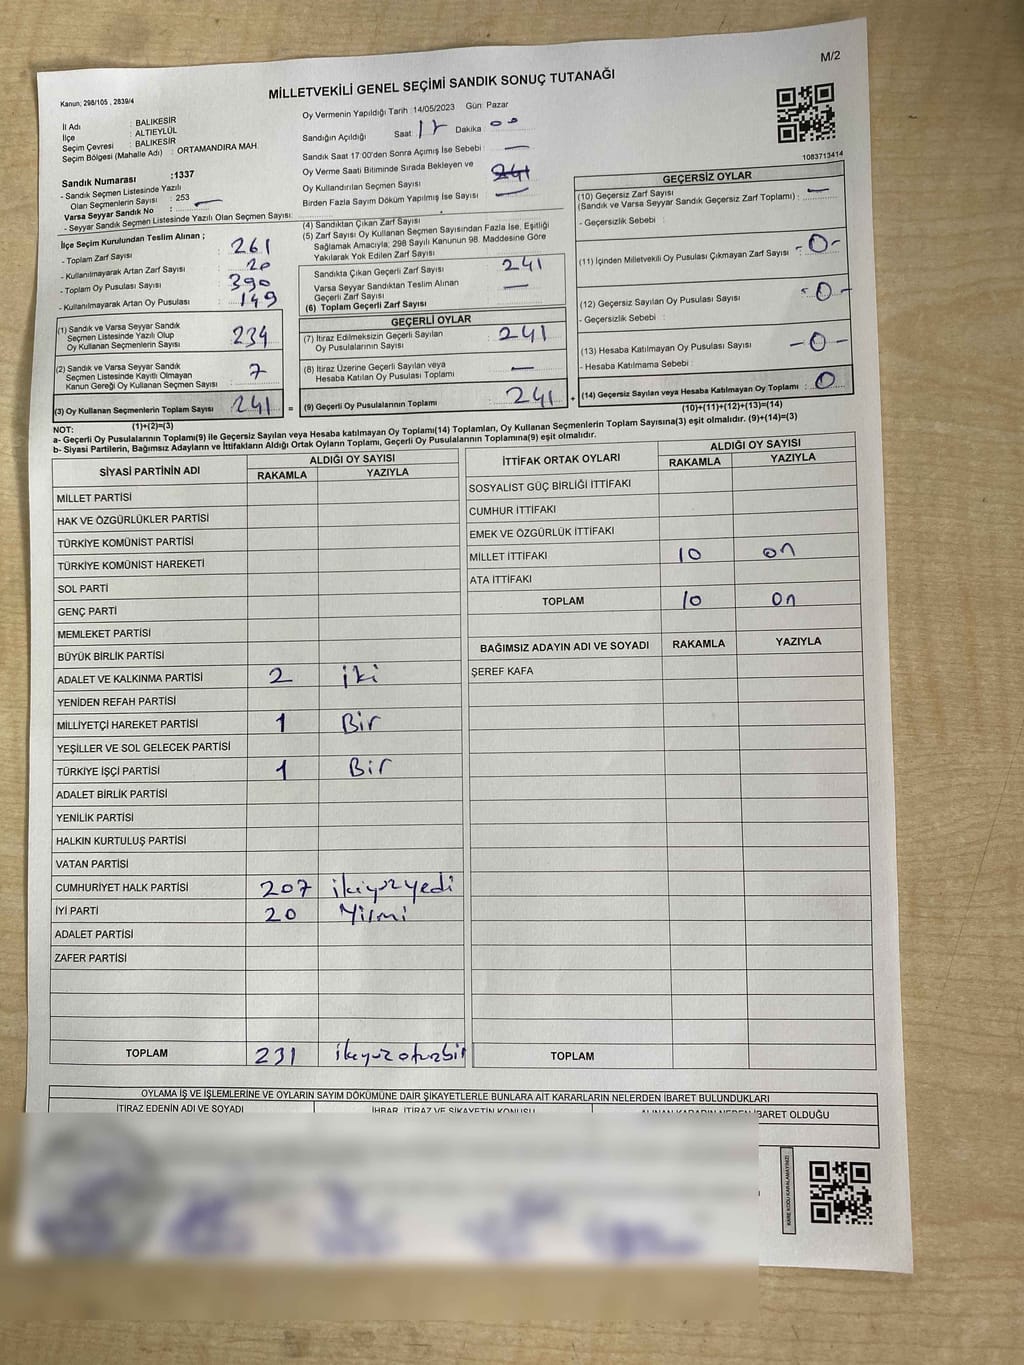 M/2
Kanun; 298/105 , 2839/4
MİLLETVEKİLİ GENEL SEÇİMİ SANDIK SONUÇ TUTANAĞI
İl Adı : BALIKESİR
İlçe : ALTIEYLÜL
Seçim Çevresi : BALIKESİR
Seçim Bölgesi (Mahalle Adı) : ORTAMANDIRA MAH.
Sandık Numarası :1337
- Sandık Seçmen Listesinde Yazılı
Olan Seçmenlerin Sayısı : 253
Varsa Seyyar Sandık No : —
- Seyyar Sandık Seçmen Listesinde Yazılı Olan Seçmen Sayısı:
Oy Vermenin Yapıldığı Tarih :14/05/2023 Gün: Pazar
Sandığın Açıldığı Saat: 17 Dakika : 00
Sandık Saat 17:00'den Sonra Açımış İse Sebebi : —
Oy Verme Saati Bitiminde Sırada Bekleyen ve
Oy Kullandırılan Seçmen Sayısı 241
Birden Fazla Sayım Döküm Yapılmış İse Sayısı —
1083713414
İlçe Seçim Kurulundan Teslim Alınan ;
- Toplam Zarf Sayısı : 261
- Kullanılmayarak Artan Zarf Sayısı : 20
- Toplam Oy Pusulası Sayısı : 390
- Kullanılmayarak Artan Oy Pusulası : 149
(1) Sandık ve Varsa Seyyar Sandık
Seçmen Listesinde Yazılı Olup
Oy Kullanan Seçmenlerin Sayısı : 234
(2) Sandık ve Varsa Seyyar Sandık
Seçmen Listesinde Kayıtlı Olmayan
Kanun Gereği Oy Kullanan Seçmen Sayısı : 7
(3) Oy Kullanan Seçmenlerin Toplam Sayısı 241 =
(4) Sandıktan Çıkan Zarf Sayısı
(5) Zarf Sayısı Oy Kullanan Seçmen Sayısından Fazla İse, Eşitliği
Sağlamak Amacıyla; 298 Sayılı Kanunun 98. Maddesine Göre
Yakılarak Yok Edilen Zarf Sayısı:
Sandıkta Çıkan Geçerli Zarf Sayısı 241
Varsa Seyyar Sandıktan Teslim Alınan
Geçerli Zarf Sayısı —
(6) Toplam Geçerli Zarf Sayısı
GEÇERLİ OYLAR
(7) İtiraz Edilmeksizin Geçerli Sayılan
Oy Pusulalarının Sayısı 241
(8) İtiraz Üzerine Geçerli Sayılan veya
Hesaba Katılan Oy Pusulası Toplamı —
(9) Geçerli Oy Pusulalarının Toplamı 241 +
GEÇERSİZ OYLAR
(10) Geçersiz Zarf Sayısı
(Sandık ve Varsa Seyyar Sandık Geçersiz Zarf Toplamı) : —
- Geçersizlik Sebebi :
(11) İçinden Milletvekili Oy Pusulası Çıkmayan Zarf Sayısı -0-
(12) Geçersiz Sayılan Oy Pusulası Sayısı : -0-
- Geçersizlik Sebebi :
(13) Hesaba Katılmayan Oy Pusulası Sayısı -0-
- Hesaba Katılmama Sebebi :
(14) Geçersiz Sayılan veya Hesaba Katılmayan Oy Toplamı : 0
(1)+(2)=(3)
(10)+(11)+(12)+(13)=(14)
NOT:
a- Geçerli Oy Pusulalarının Toplamı(9) ile Geçersiz Sayılan veya Hesaba katılmayan Oy Toplamı(14) Toplamları, Oy Kullanan Seçmenlerin Toplam Sayısına(3) eşit olmalıdır. (9)+(14)=(3)
b- Siyasi Partilerin, Bağımsız Adayların ve İttifakların Aldığı Ortak Oyların Toplamı, Geçerli Oy Pusulalarının Toplamına(9) eşit olmalıdır.
SİYASİ PARTİNİN ADI
ALDIĞI OY SAYISI
RAKAMLA YAZIYLA
MİLLET PARTİSİ
HAK VE ÖZGÜRLÜKLER PARTİSİ
TÜRKİYE KOMÜNİST PARTİSİ
TÜRKİYE KOMÜNİST HAREKETİ
SOL PARTİ
GENÇ PARTİ
MEMLEKET PARTİSİ
BÜYÜK BİRLİK PARTİSİ
ADALET VE KALKINMA PARTİSİ 2 iki
YENİDEN REFAH PARTİSİ
MİLLİYETÇİ HAREKET PARTİSİ 1 Bir
YEŞİLLER VE SOL GELECEK PARTİSİ
TÜRKİYE İŞÇİ PARTİSİ 1 Bir
ADALET BİRLİK PARTİSİ
YENİLİK PARTİSİ
HALKIN KURTULUŞ PARTİSİ
VATAN PARTİSİ
CUMHURİYET HALK PARTİSİ 207 ikiyüzyedi
İYİ PARTİ 20 Yirmi
ADALET PARTİSİ
ZAFER PARTİSİ
TOPLAM 231 ikiyüzotuzbir
İTTİFAK ORTAK OYLARI
ALDIĞI OY SAYISI
RAKAMLA YAZIYLA
SOSYALİST GÜÇ BİRLİĞİ İTTİFAKI
CUMHUR İTTİFAKI
EMEK VE ÖZGÜRLÜK İTTİFAKI
MİLLET İTTİFAKI 10 on
ATA İTTİFAKI
TOPLAM 10 On
BAĞIMSIZ ADAYIN ADI VE SOYADI RAKAMLA YAZIYLA
ŞEREF KAFA
TOPLAM
OYLAMA İŞ VE İŞLEMLERİNE VE OYLARIN SAYIM DÖKÜMÜNE DAİR ŞİKAYETLERLE BUNLARA AİT KARARLARIN NELERDEN İBARET BULUNDUKLARI
İTİRAZ EDENİN ADI VE SOYADI İHBAR, İTİRAZ VE ŞİKAYETİN KONUSU ALINAN KARARIN NEDEN İBARET OLDUĞU
KARE KODU KARALAMAYINIZ!